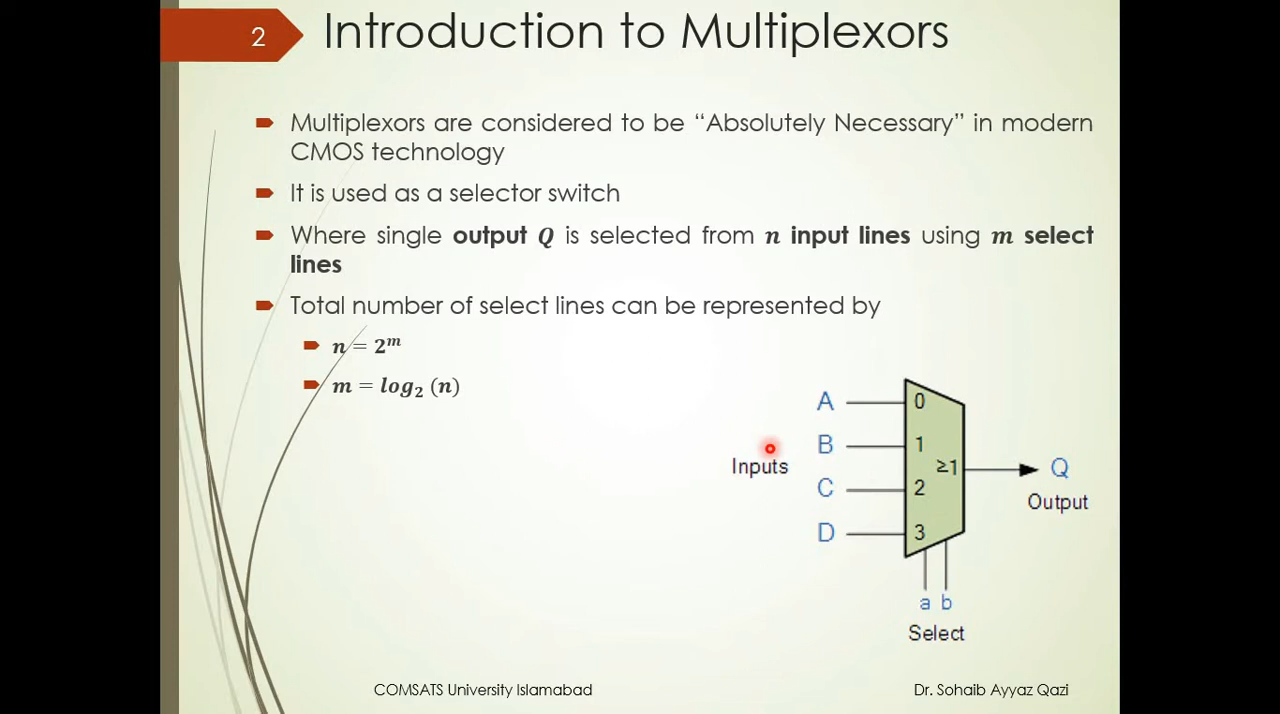 2
Introduction to Multiplexors
Multiplexors are considered to be “Absolutely Necessary” in modern
CMOS technology
It is used as a selector switch
Where single output Q is selected from n input lines using m select
lines
Total number of select lines can be represented by
n = 2^m
m = log₂ (n)
A 0
B 1
Inputs
≥1
Q
C 2
Output
D 3
a b
Select
COMSATS University Islamabad
Dr. Sohaib Ayyaz Qazi